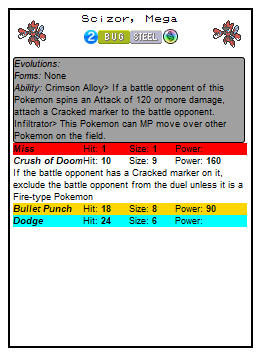 Scizor, Mega
2 BUG STEEL
Evolutions:
Forms: None
Ability: Crimson Alloy> If a battle opponent of this
Pokemon spins an Attack of 120 or more damage,
attach a Cracked marker to the battle opponent.
Infiltrator> This Pokemon can MP move over other
Pokemon on the field.
Miss Hit: 1 Size: 1 Power:
Crush of Doom Hit: 10 Size: 9 Power: 160
If the battle opponent has a Cracked marker on it,
exclude the battle opponent from the duel unless it is a
Fire-type Pokemon
Bullet Punch Hit: 18 Size: 8 Power: 90
Dodge Hit: 24 Size: 6 Power: